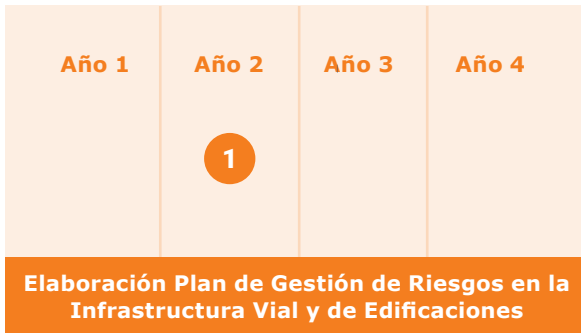 Año 1 Año 2 Año 3 Año 4
1
Elaboración Plan de Gestión de Riesgos en la
Infrastructura Vial y de Edificaciones